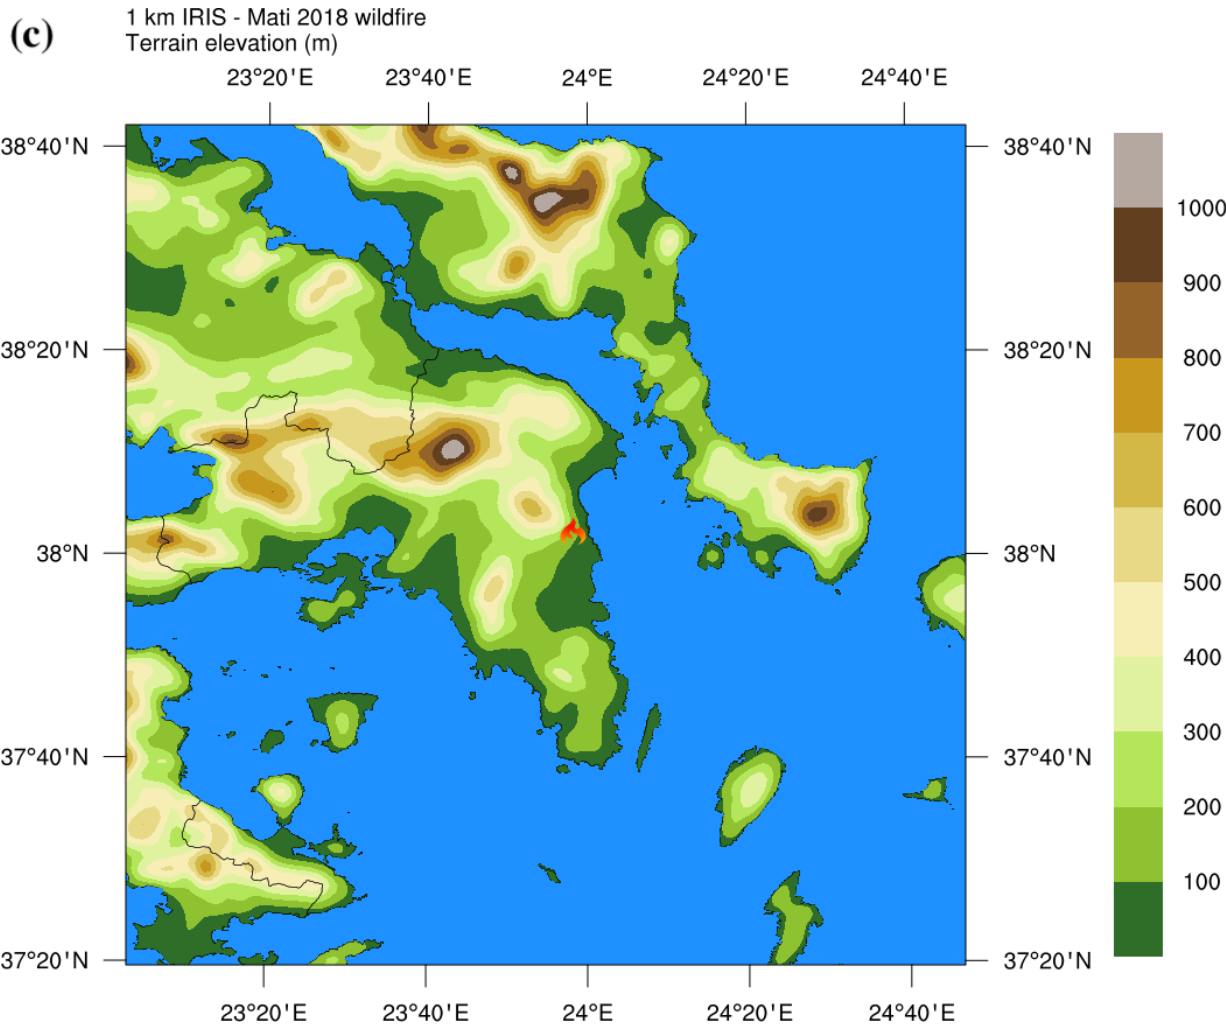 (c)
1 km IRIS - Mati 2018 wildfire
Terrain elevation (m)
23°20'E 23°40'E 24°E 24°20'E 24°40'E
38°40'N 38°40'N
1000
900
38°20'N 38°20'N
800
700
600
38°N 38°N
500
400
300
37°40'N 37°40'N
200
100
37°20'N 37°20'N
23°20'E 23°40'E 24°E 24°20'E 24°40'E